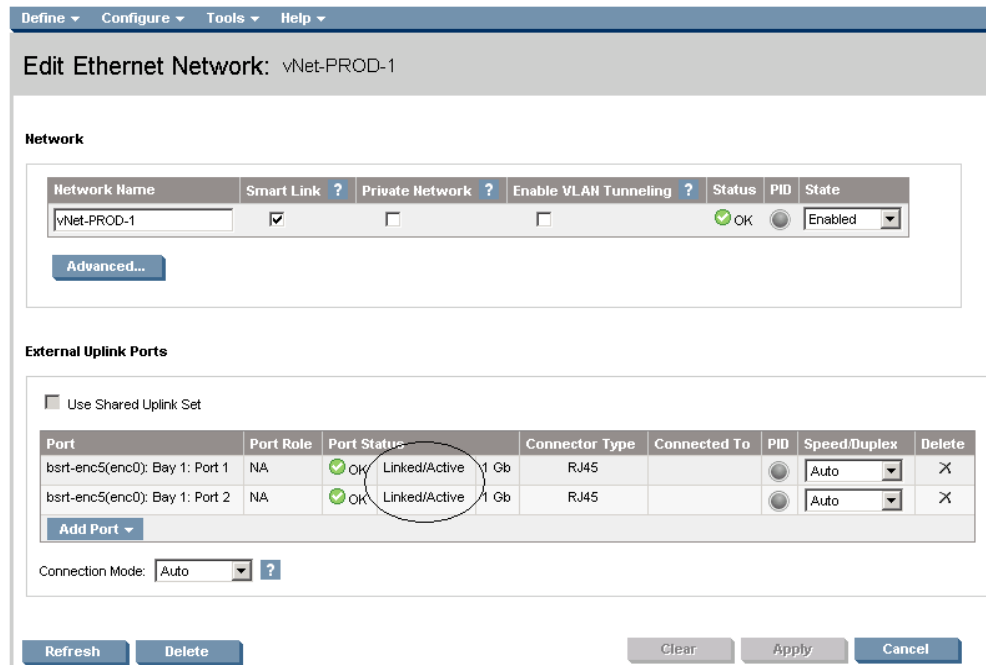 Define Configure Tools Help
Edit Ethernet Network: vNet-PROD-1
Network
Network Name Smart Link ? Private Network ? Enable VLAN Tunneling ? Status PID State
vNet-PROD-1 OK Enabled
Advanced...
External Uplink Ports
Use Shared Uplink Set
Port Port Role Port Status Connector Type Connected To PID Speed/Duplex Delete
bsrt-enc5(enc0): Bay 1: Port 1 NA OK Linked/Active 1 Gb RJ45 Auto X
bsrt-enc5(enc0): Bay 1: Port 2 NA OK Linked/Active 1 Gb RJ45 Auto X
Add Port
Connection Mode: Auto ?
Refresh Delete Clear Apply Cancel